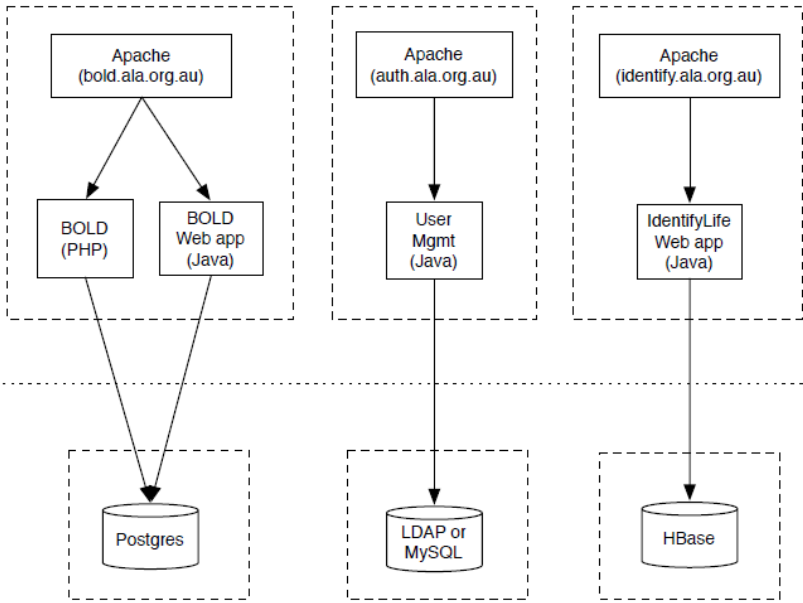 Apache
(bold.ala.org.au)
Apache
(auth.ala.org.au)
Apache
(identify.ala.org.au)
BOLD
(PHP)
BOLD
Web app
(Java)
User
Mgmt
(Java)
IdentifyLife
Web app
(Java)
Postgres
LDAP or
MySQL
HBase